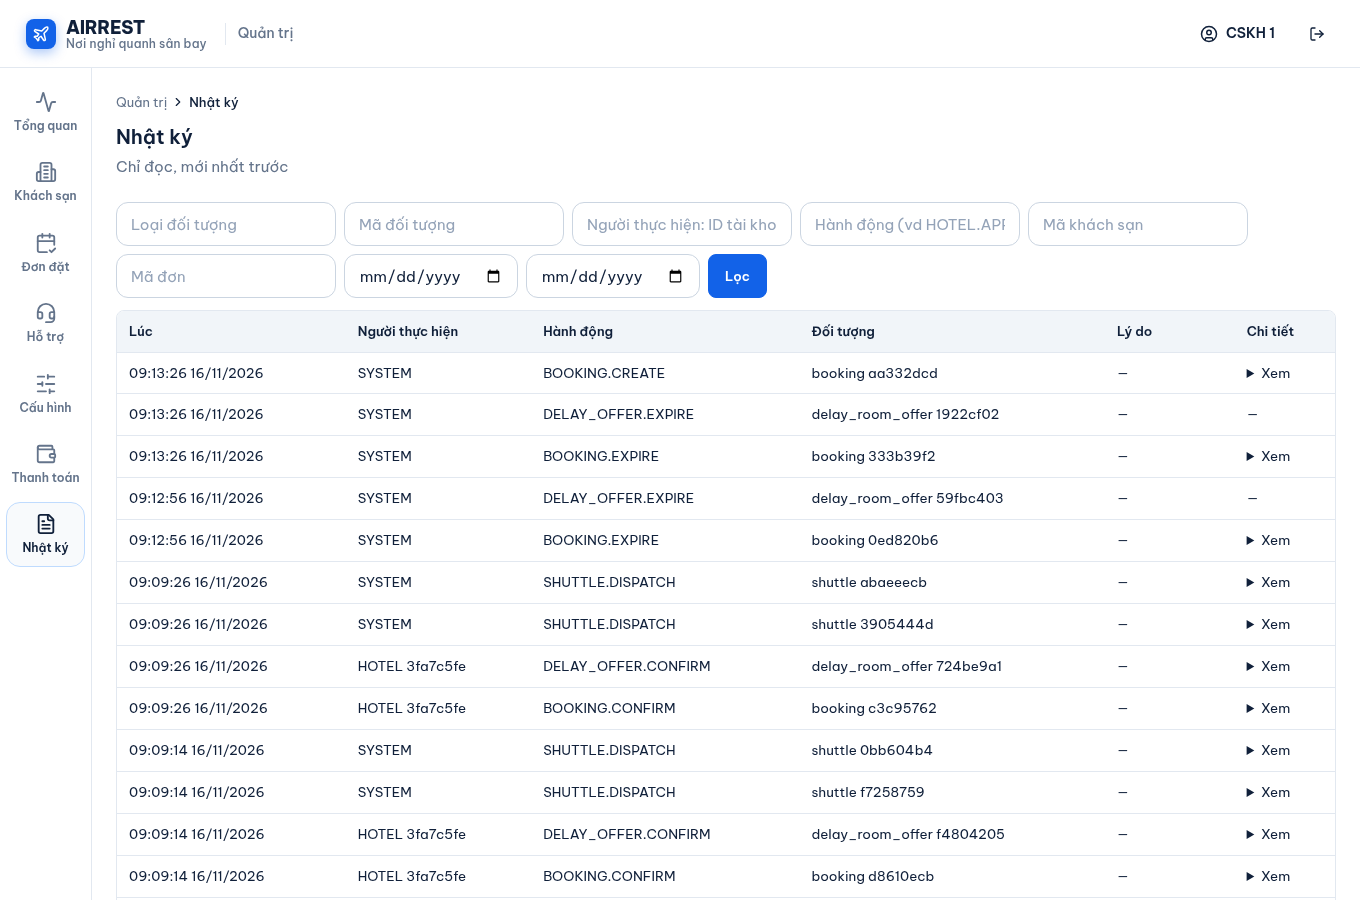 AIRREST
Nơi nghỉ quanh sân bay
Quản trị
CSKH 1
Tổng quan
Khách sạn
Đơn đặt
Hỗ trợ
Cấu hình
Thanh toán
Nhật ký
Quản trị > Nhật ký
Nhật ký
Chỉ đọc, mới nhất trước
Loại đối tượng
Mã đối tượng
Người thực hiện: ID tài kho
Hành động (vd HOTEL.APF
Mã khách sạn
Mã đơn
mm/dd/yyyy
mm/dd/yyyy
Lọc
Lúc Người thực hiện Hành động Đối tượng Lý do Chi tiết
09:13:26 16/11/2026 SYSTEM BOOKING.CREATE booking aa332dcd — ▶ Xem
09:13:26 16/11/2026 SYSTEM DELAY_OFFER.EXPIRE delay_room_offer 1922cf02 — —
09:13:26 16/11/2026 SYSTEM BOOKING.EXPIRE booking 333b39f2 — ▶ Xem
09:12:56 16/11/2026 SYSTEM DELAY_OFFER.EXPIRE delay_room_offer 59fbc403 — —
09:12:56 16/11/2026 SYSTEM BOOKING.EXPIRE booking 0ed820b6 — ▶ Xem
09:09:26 16/11/2026 SYSTEM SHUTTLE.DISPATCH shuttle abaeeecb — ▶ Xem
09:09:26 16/11/2026 SYSTEM SHUTTLE.DISPATCH shuttle 3905444d — ▶ Xem
09:09:26 16/11/2026 HOTEL 3fa7c5fe DELAY_OFFER.CONFIRM delay_room_offer 724be9a1 — ▶ Xem
09:09:26 16/11/2026 HOTEL 3fa7c5fe BOOKING.CONFIRM booking c3c95762 — ▶ Xem
09:09:14 16/11/2026 SYSTEM SHUTTLE.DISPATCH shuttle 0bb604b4 — ▶ Xem
09:09:14 16/11/2026 SYSTEM SHUTTLE.DISPATCH shuttle f7258759 — ▶ Xem
09:09:14 16/11/2026 HOTEL 3fa7c5fe DELAY_OFFER.CONFIRM delay_room_offer f4804205 — ▶ Xem
09:09:14 16/11/2026 HOTEL 3fa7c5fe BOOKING.CONFIRM booking d8610ecb — ▶ Xem